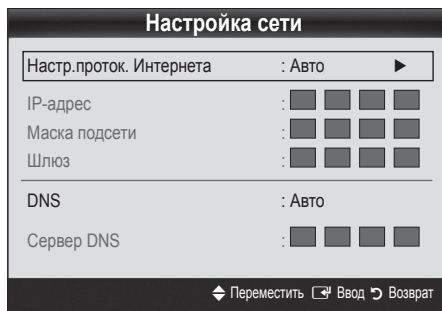 Настройка сети
Настр.проток. Интернета : Авто ►
IP-адрес :
Маска подсети :
Шлюз :
DNS : Авто
Сервер DNS :
Переместить Ввод Возврат